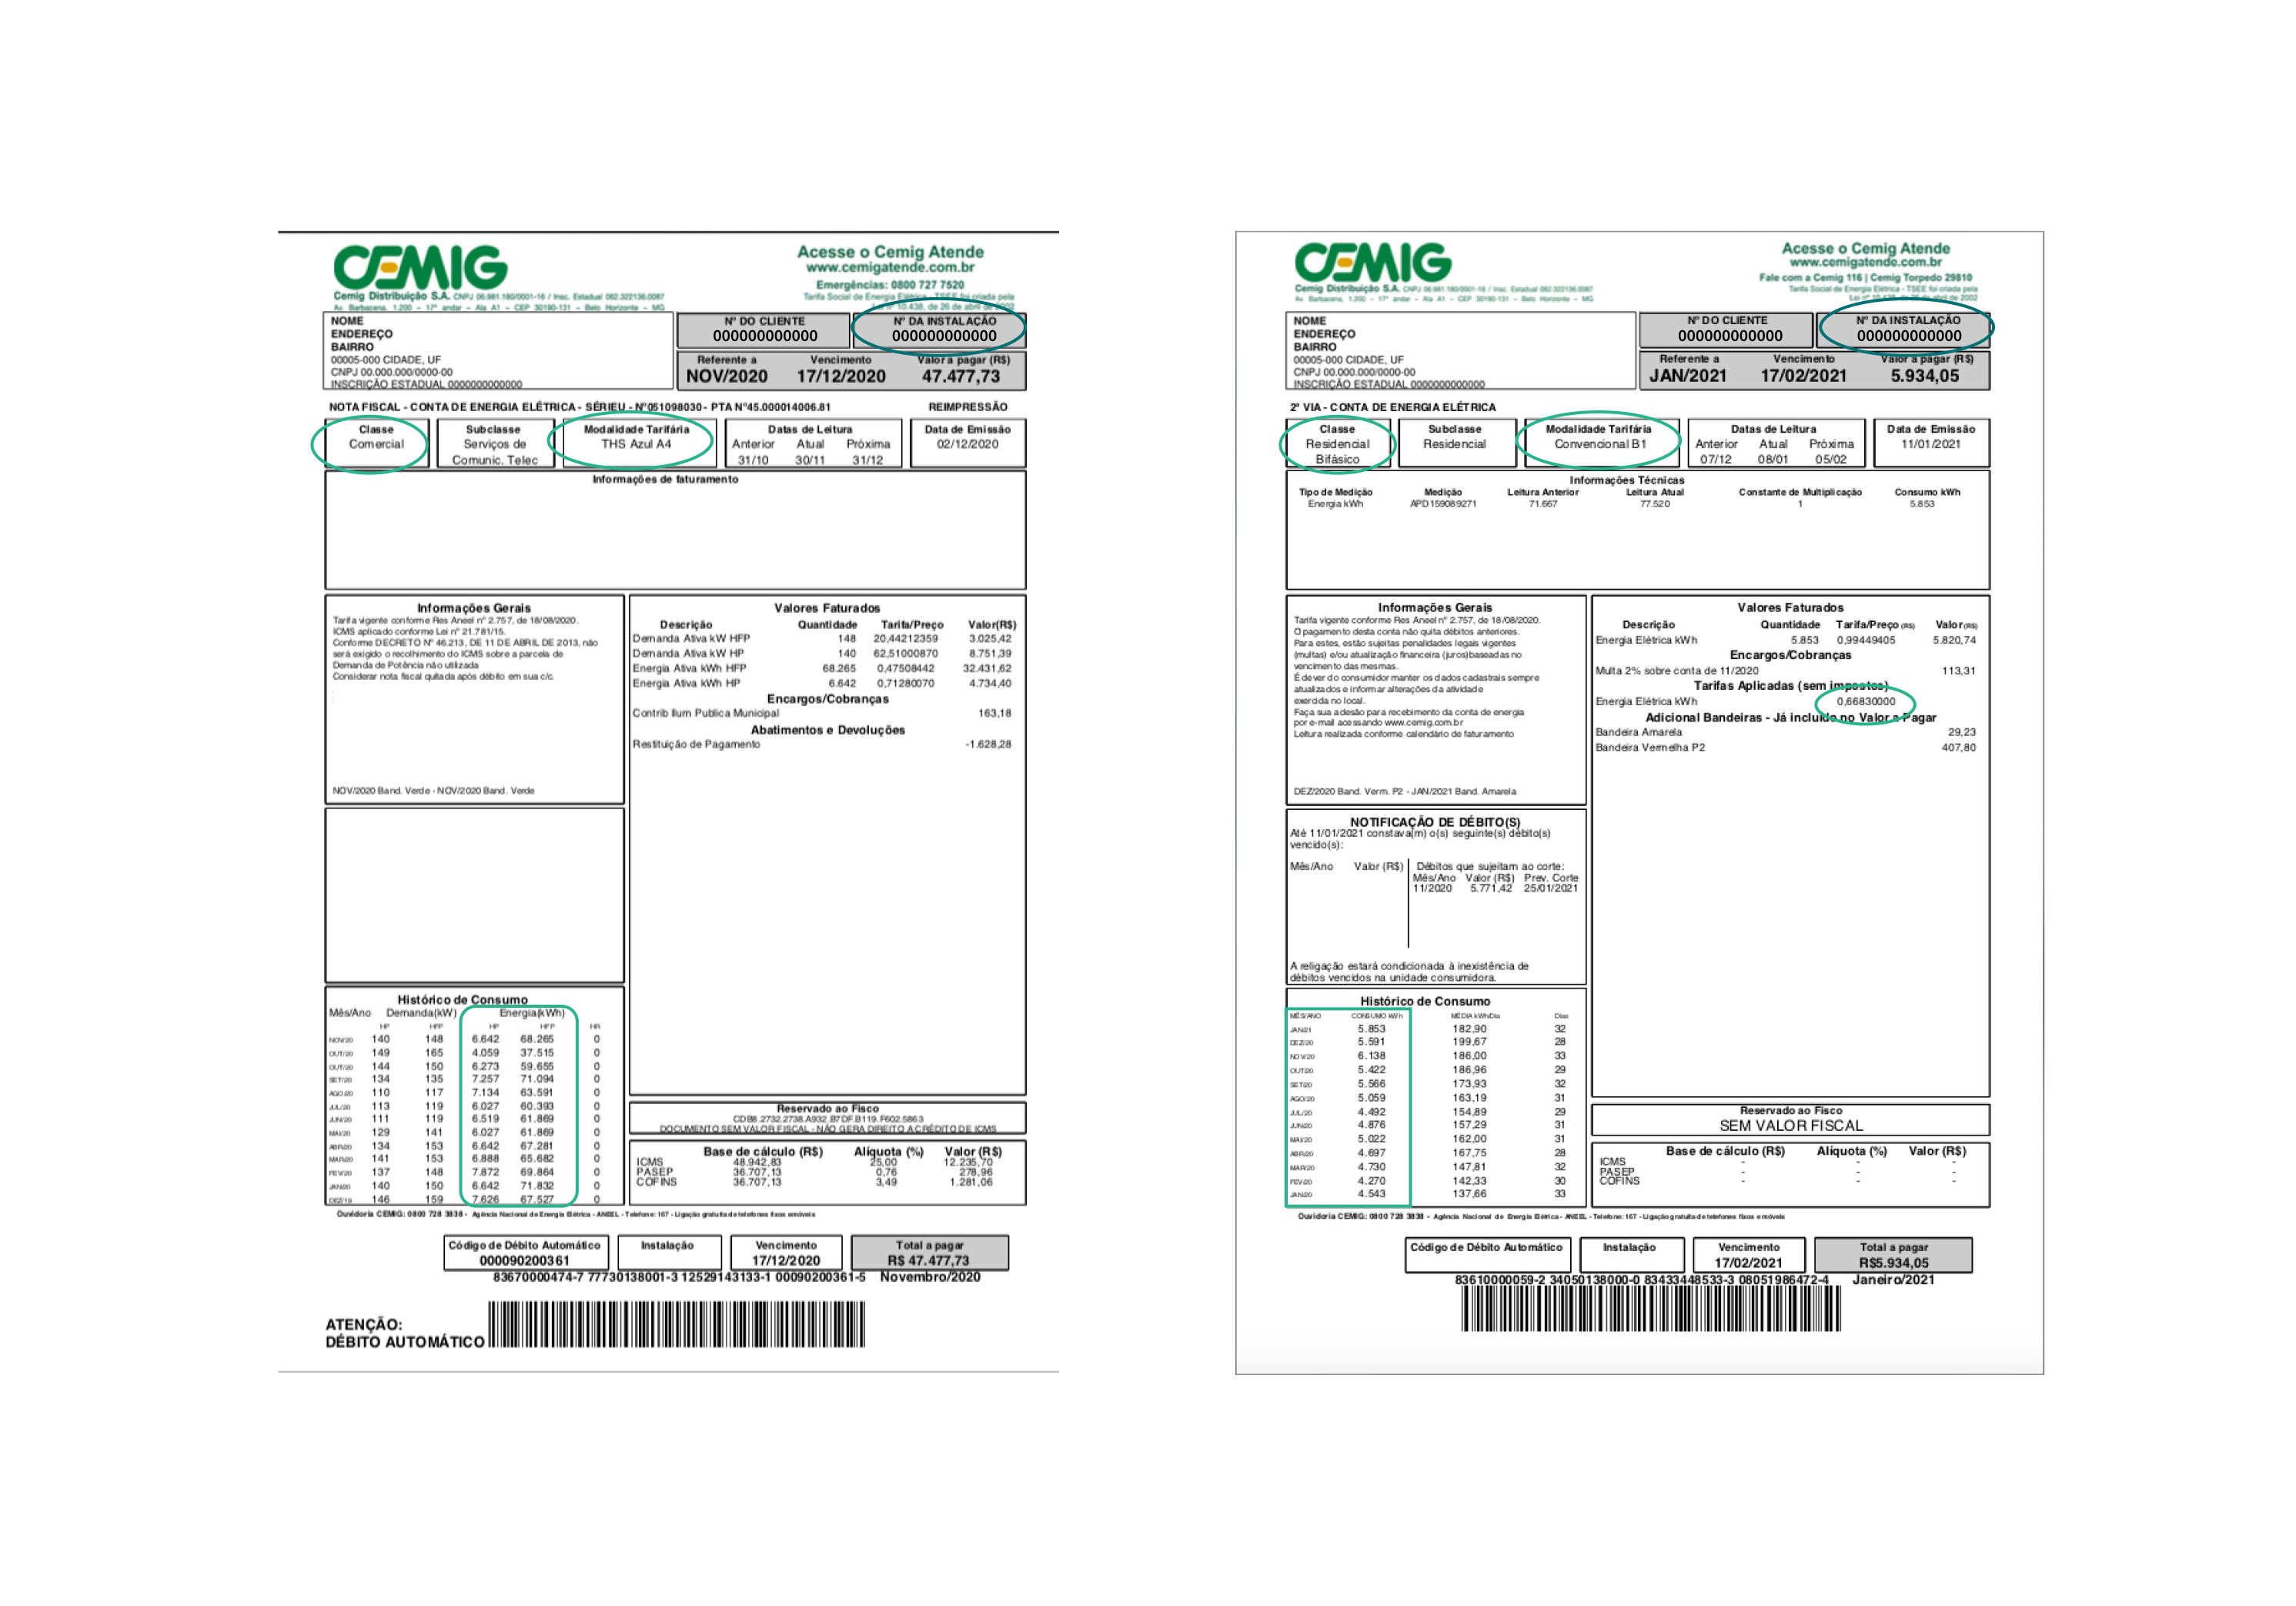 CEMIG
Acesse o Cemig Atende
www.cemigatende.com.br
Emergências: 0800 727 7520
Tarifa Social de Energia Elétrica - TSEE foi criada pela
Lei nº 10.438, de 26 de abril de 2002
Cemig Distribuição S.A. CNPJ 06.981.180/0001-16 / Insc. Estadual 062.322136.0087
Av. Barbacena, 1.200 - 17º andar - Ala A1 - CEP 30190-131 - Belo Horizonte - MG
NOME
ENDEREÇO
BAIRRO
00005-000 CIDADE, UF
CNPJ 00.000.000/0000-00
INSCRIÇÃO ESTADUAL 0000000000000
Nº DO CLIENTE
000000000000
Nº DA INSTALAÇÃO
000000000000
Referente a Vencimento Valor a pagar (R$)
NOV/2020 17/12/2020 47.477,73
NOTA FISCAL - CONTA DE ENERGIA ELÉTRICA - SÉRIEU - Nº051098030- PTA Nº45.000014006.81 REIMPRESSÃO
Classe
Comercial
Subclasse
Serviços de
Comunic. Telec
Modalidade Tarifária
THS Azul A4
Datas de Leitura
Anterior Atual Próxima
31/10 30/11 31/12
Data de Emissão
02/12/2020
Informações de faturamento
Informações Gerais
Tarifa vigente conforme Res Aneel nº 2.757, de 18/08/2020.
ICMS aplicado conforme Lei nº 21.781/15.
Conforme DECRETO Nº 46.213, DE 11 DE ABRIL DE 2013, não
será exigido o recolhimento do ICMS sobre a parcela de
Demanda de Potência não utilizada
Considerar nota fiscal quitada após débito em sua c/c.
NOV/2020 Band. Verde - NOV/2020 Band. Verde
Valores Faturados
Descrição Quantidade Tarifa/Preço Valor(R$)
Demanda Ativa kW HFP 148 20,44212359 3.025,42
Demanda Ativa kW HP 140 62,51000870 8.751,39
Energia Ativa kWh HFP 68.265 0,47508442 32.431,62
Energia Ativa kWh HP 6.642 0,71280070 4.734,40
Encargos/Cobranças
Contrib Ilum Publica Municipal 163,18
Abatimentos e Devoluções
Restituição de Pagamento -1.628,28
Histórico de Consumo
Mês/Ano Demanda(kW) Energia(kWh)
HP HFP HP HFP HR
NOV/20 140 148 6.642 68.265 0
OUT/20 149 165 4.059 37.515 0
OUT/20 144 150 6.273 59.655 0
SET/20 134 135 7.257 71.094 0
AGO/20 110 117 7.134 63.591 0
JUL/20 113 119 6.027 60.393 0
JUN/20 111 119 6.519 61.869 0
MAI/20 129 141 6.027 61.869 0
ABR/20 134 153 6.642 67.281 0
MAR/20 141 153 6.888 65.682 0
FEV/20 137 148 7.872 69.864 0
JAN/20 140 150 6.642 71.832 0
DEZ/19 146 159 7.626 67.527 0
Reservado ao Fisco
CDB8.2732.2738.A932.B7DF.B119.F602.5863
DOCUMENTO SEM VALOR FISCAL - NÃO GERA DIREITO A CRÉDITO DE ICMS
Base de cálculo (R$) Alíquota (%) Valor (R$)
ICMS 48.942,83 25,00 12.235,70
PASEP 36.707,13 0,76 278,96
COFINS 36.707,13 3,49 1.281,06
Ouvidoria CEMIG: 0800 728 3838 - Agência Nacional de Energia Elétrica - ANEEL - Telefone: 167 - Ligação gratuita de telefones fixos e móveis
Código de Débito Automático
000090200361
Instalação
Vencimento
17/12/2020
Total a pagar
R$ 47.477,73
83670000474-7 77730138001-3 12529143133-1 00090200361-5 Novembro/2020
ATENÇÃO:
DÉBITO AUTOMÁTICO
CEMIG
Acesse o Cemig Atende
www.cemigatende.com.br
Fale com a Cemig 116 | Cemig Torpedo 29810
Tarifa Social de Energia Elétrica - TSEE foi criada pela
Lei nº 10.438, de 26 de abril de 2002
Cemig Distribuição S.A. CNPJ 06.981.180/0001-16 / Insc. Estadual 062.322136.0087
Av. Barbacena, 1.200 - 17º andar - Ala A1 - CEP 30190-131 - Belo Horizonte - MG
NOME
ENDEREÇO
BAIRRO
00005-000 CIDADE, UF
CNPJ 00.000.000/0000-00
INSCRIÇÃO ESTADUAL 0000000000000
Nº DO CLIENTE
000000000000
Nº DA INSTALAÇÃO
000000000000
Referente a Vencimento Valor a pagar (R$)
JAN/2021 17/02/2021 5.934,05
2ª VIA - CONTA DE ENERGIA ELÉTRICA
Classe
Residencial
Bifásico
Subclasse
Residencial
Modalidade Tarifária
Convencional B1
Datas de Leitura
Anterior Atual Próxima
07/12 08/01 05/02
Data de Emissão
11/01/2021
Informações Técnicas
Tipo de Medição Medição Leitura Anterior Leitura Atual Constante de Multiplicação Consumo kWh
Energia kWh APD159089271 71.667 77.520 1 5.853
Informações Gerais
Tarifa vigente conforme Res Aneel nº 2.757, de 18/08/2020.
O pagamento desta conta não quita débitos anteriores.
Para estes, estão sujeitas penalidades legais vigentes
(multas) e/ou atualização financeira (juros)baseadas no
vencimento das mesmas.
É dever do consumidor manter os dados cadastrais sempre
atualizados e informar alterações da atividade
exercida no local.
Faça sua adesão para recebimento da conta de energia
por e-mail acessando www.cemig.com.br
Leitura realizada conforme calendário de faturamento
DEZ/2020 Band. Verm. P2 - JAN/2021 Band. Amarela
Valores Faturados
Descrição Quantidade Tarifa/Preço (R$) Valor(R$)
Energia Elétrica kWh 5.853 0,99449405 5.820,74
Encargos/Cobranças
Multa 2% sobre conta de 11/2020 113,31
Tarifas Aplicadas (sem impostos)
Energia Elétrica kWh 0,66830000
Adicional Bandeiras - Já incluído no Valor a Pagar
Bandeira Amarela 29,23
Bandeira Vermelha P2 407,80
NOTIFICAÇÃO DE DÉBITO(S)
Até 11/01/2021 constava(m) o(s) seguinte(s) débito(s)
vencido(s):
Mês/Ano Valor (R$) Débitos que sujeitam ao corte:
Mês/Ano Valor (R$) Prev. Corte
11/2020 5.771,42 25/01/2021
A religação estará condicionada à inexistência de
débitos vencidos na unidade consumidora.
Histórico de Consumo
MÊS/ANO CONSUMO kWh MÉDIA kWh/Dia Dias
JAN/21 5.853 182,90 32
DEZ/20 5.591 199,67 28
NOV/20 6.138 186,00 33
OUT/20 5.422 186,96 29
SET/20 5.566 173,93 32
AGO/20 5.059 163,19 31
JUL/20 4.492 154,89 29
JUN/20 4.876 157,29 31
MAI/20 5.022 162,00 31
ABR/20 4.697 167,75 28
MAR/20 4.730 147,81 32
FEV/20 4.270 142,33 30
JAN/20 4.543 137,66 33
Reservado ao Fisco
SEM VALOR FISCAL
Base de cálculo (R$) Alíquota (%) Valor (R$)
ICMS - - -
PASEP - - -
COFINS - - -
Ouvidoria CEMIG: 0800 728 3838 - Agência Nacional de Energia Elétrica - ANEEL - Telefone: 167 - Ligação gratuita de telefones fixos e móveis
Código de Débito Automático
Instalação
Vencimento
17/02/2021
Total a pagar
R$5.934,05
83610000059-2 34050138000-0 83433448533-3 08051986472-4 Janeiro/2021